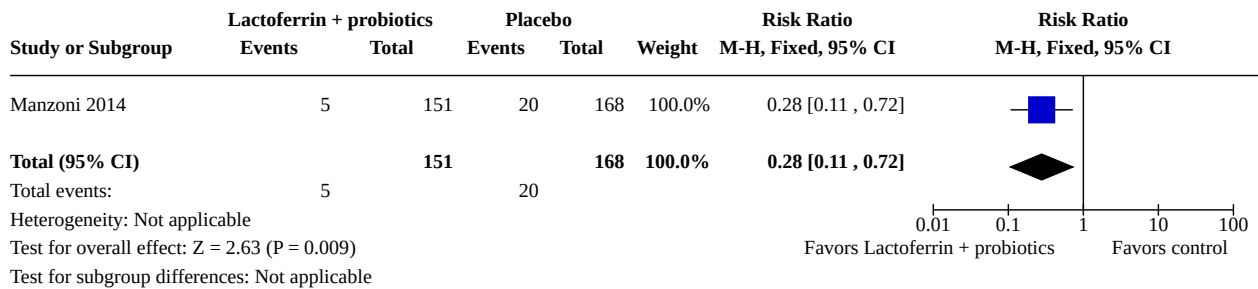 Lactoferrin + probiotics Placebo Risk Ratio Risk Ratio
Study or Subgroup Events Total Events Total Weight M-H, Fixed, 95% CI M-H, Fixed, 95% CI
Manzoni 2014 5 151 20 168 100.0% 0.28 [0.11 , 0.72]
Total (95% CI) 151 168 100.0% 0.28 [0.11 , 0.72]
Total events: 5 20
Heterogeneity: Not applicable
0.01 0.1 1 10 100
Test for overall effect: Z = 2.63 (P = 0.009) Favors Lactoferrin + probiotics Favors control
Test for subgroup differences: Not applicable